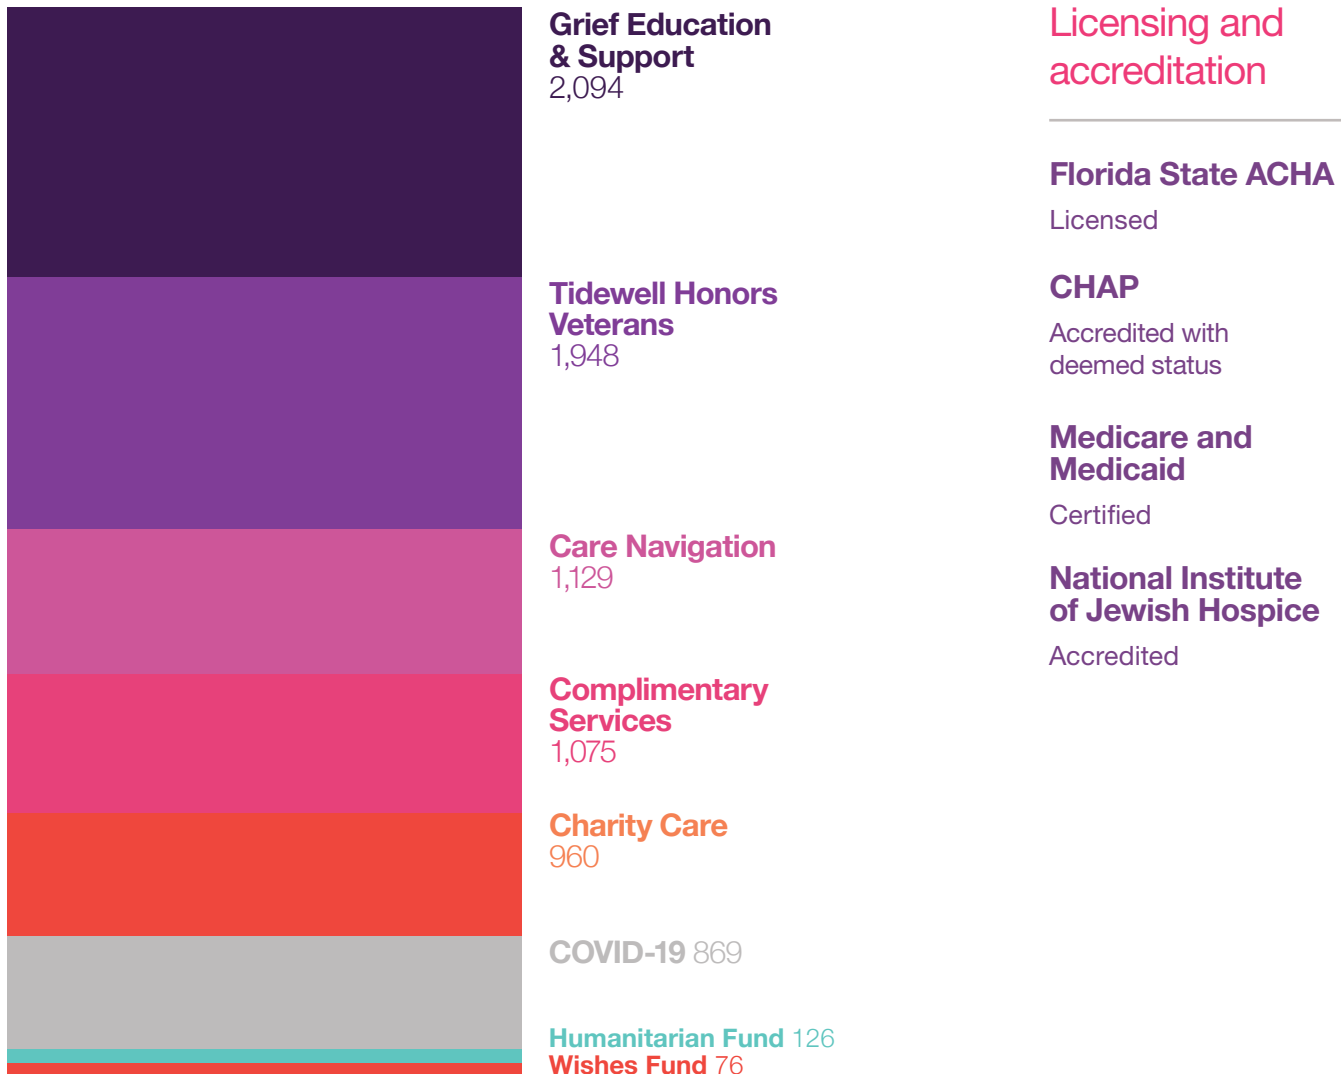 Grief Education
& Support
2,094
Tidewell Honors
Veterans
1,948
Care Navigation
1,129
Complimentary
Services
1,075
Charity Care
960
COVID-19 869
Humanitarian Fund 126
Wishes Fund 76
Licensing and
accreditation
Florida State ACHA
Licensed
CHAP
Accredited with
deemed status
Medicare and
Medicaid
Certified
National Institute
of Jewish Hospice
Accredited